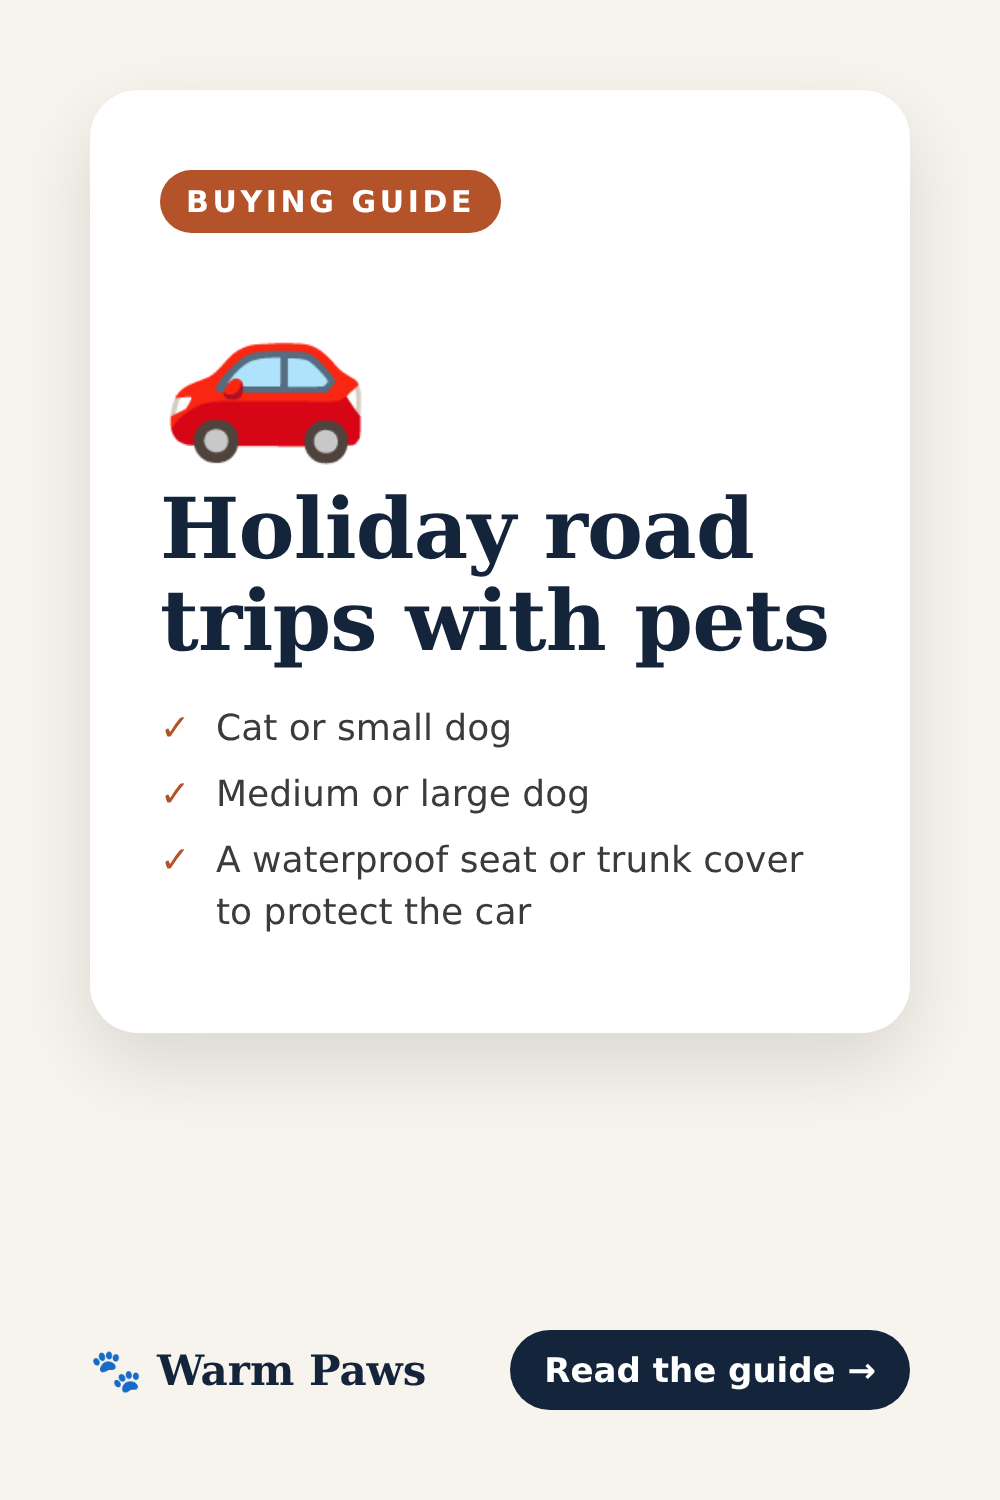 BUYING GUIDE
Holiday road
trips with pets
✓ Cat or small dog
✓ Medium or large dog
✓ A waterproof seat or trunk cover
to protect the car
Warm Paws
Read the guide →